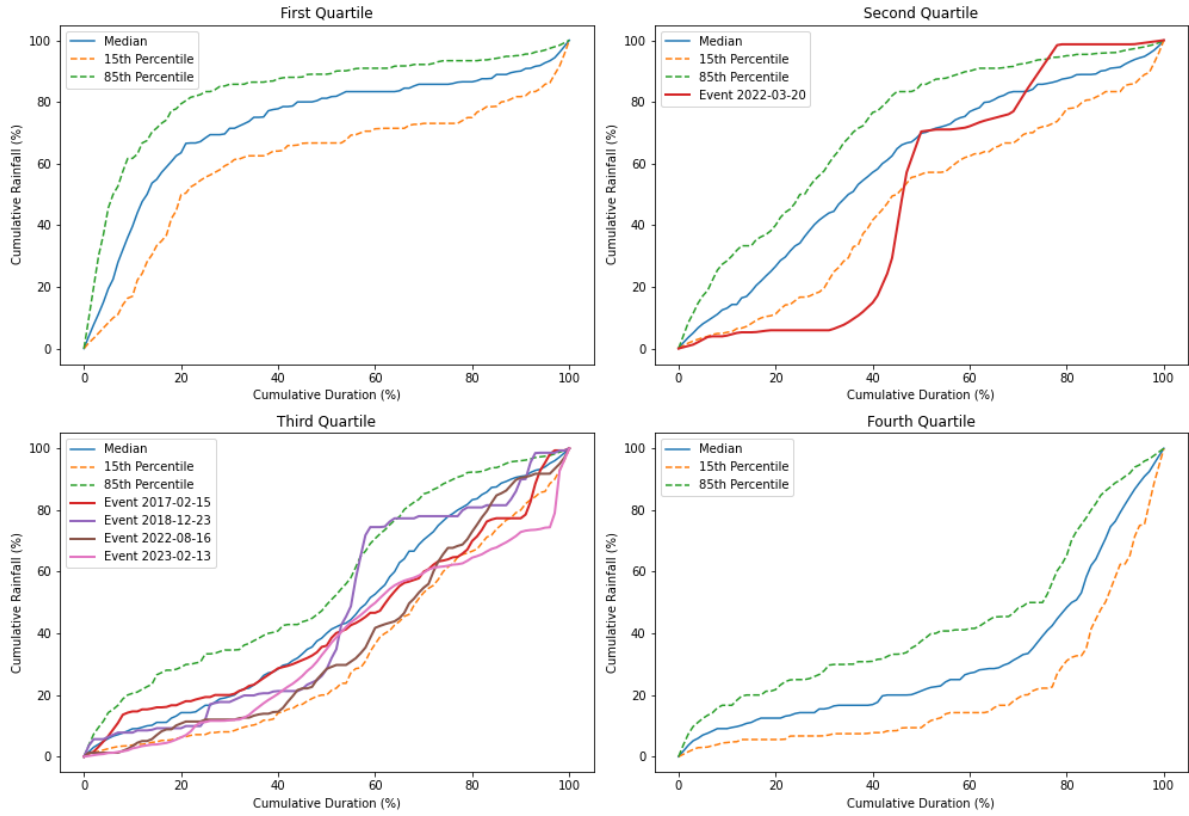 First Quartile
Median
15th Percentile
85th Percentile
100
80
60
40
20
0
Cumulative Rainfall (%)
0 20 40 60 80 100
Cumulative Duration (%)
Second Quartile
Median
15th Percentile
85th Percentile
Event 2022-03-20
100
80
60
40
20
0
Cumulative Rainfall (%)
0 20 40 60 80 100
Cumulative Duration (%)
Third Quartile
Median
15th Percentile
85th Percentile
Event 2017-02-15
Event 2018-12-23
Event 2022-08-16
Event 2023-02-13
100
80
60
40
20
0
Cumulative Rainfall (%)
0 20 40 60 80 100
Cumulative Duration (%)
Fourth Quartile
Median
15th Percentile
85th Percentile
100
80
60
40
20
0
Cumulative Rainfall (%)
0 20 40 60 80 100
Cumulative Duration (%)